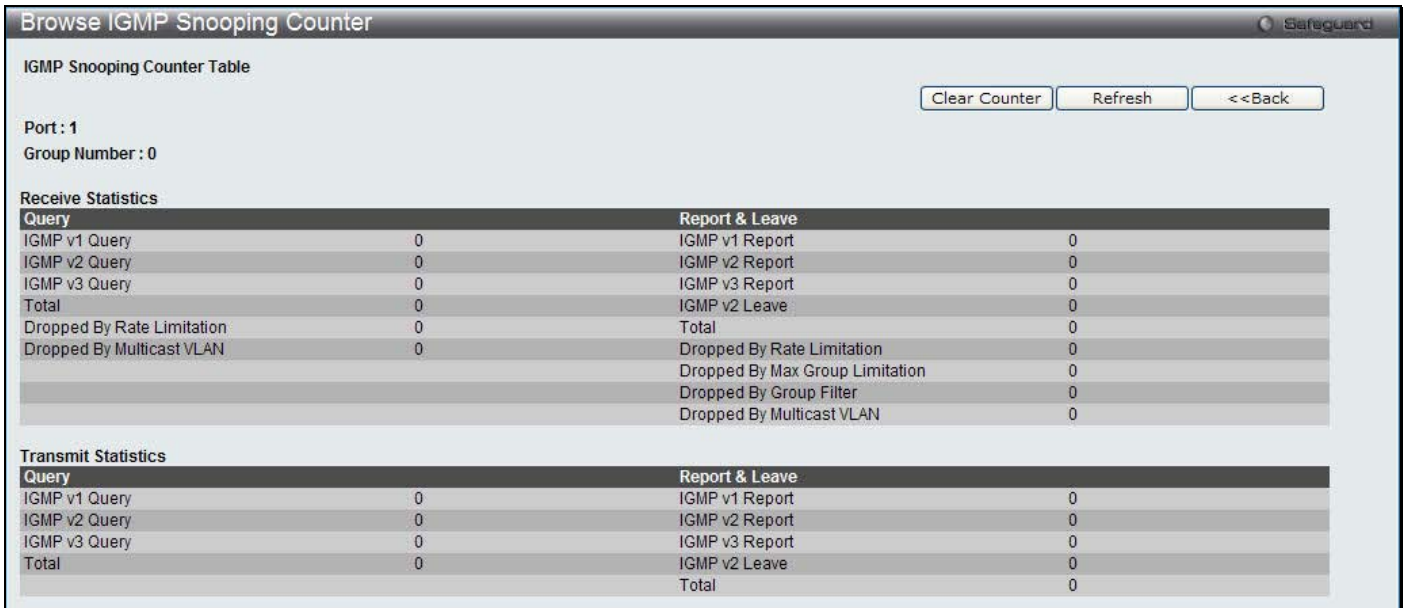 Browse IGMP Snooping Counter
Safeguard
IGMP Snooping Counter Table
Clear Counter Refresh <<Back
Port : 1
Group Number : 0
Receive Statistics
Query Report & Leave
IGMP v1 Query 0 IGMP v1 Report 0
IGMP v2 Query 0 IGMP v2 Report 0
IGMP v3 Query 0 IGMP v3 Report 0
Total 0 IGMP v2 Leave 0
Dropped By Rate Limitation 0 Total 0
Dropped By Multicast VLAN 0 Dropped By Rate Limitation 0
Dropped By Max Group Limitation 0
Dropped By Group Filter 0
Dropped By Multicast VLAN 0
Transmit Statistics
Query Report & Leave
IGMP v1 Query 0 IGMP v1 Report 0
IGMP v2 Query 0 IGMP v2 Report 0
IGMP v3 Query 0 IGMP v3 Report 0
Total 0 IGMP v2 Leave 0
Total 0